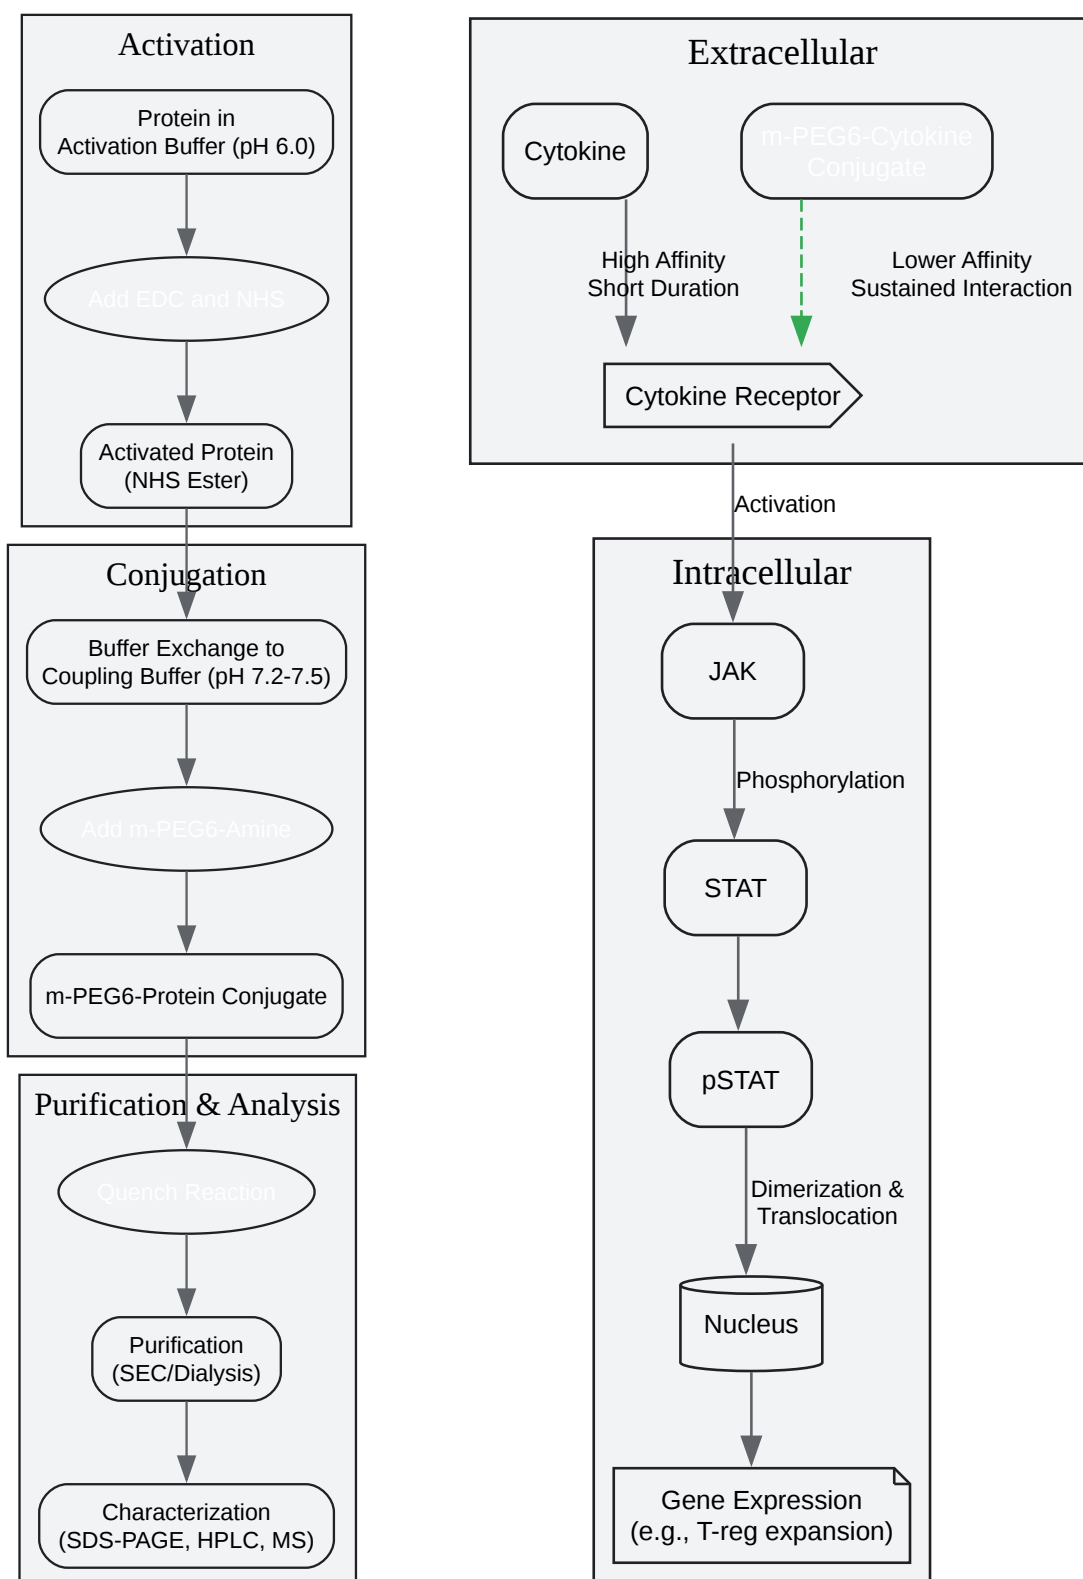 Activation
Protein in
Activation Buffer (pH 6.0)
Add EDC and NHS
Activated Protein
(NHS Ester)
Conjugation
Buffer Exchange to
Coupling Buffer (pH 7.2-7.5)
Add m-PEG6-Amine
m-PEG6-Protein Conjugate
Purification & Analysis
Quench Reaction
Purification
(SEC/Dialysis)
Characterization
(SDS-PAGE, HPLC, MS)
Extracellular
Cytokine
m-PEG6-Cytokine
Conjugate
High Affinity
Short Duration
Lower Affinity
Sustained Interaction
Cytokine Receptor
Activation
Intracellular
JAK
Phosphorylation
STAT
pSTAT
Dimerization &
Translocation
Nucleus
Gene Expression
(e.g., T-reg expansion)